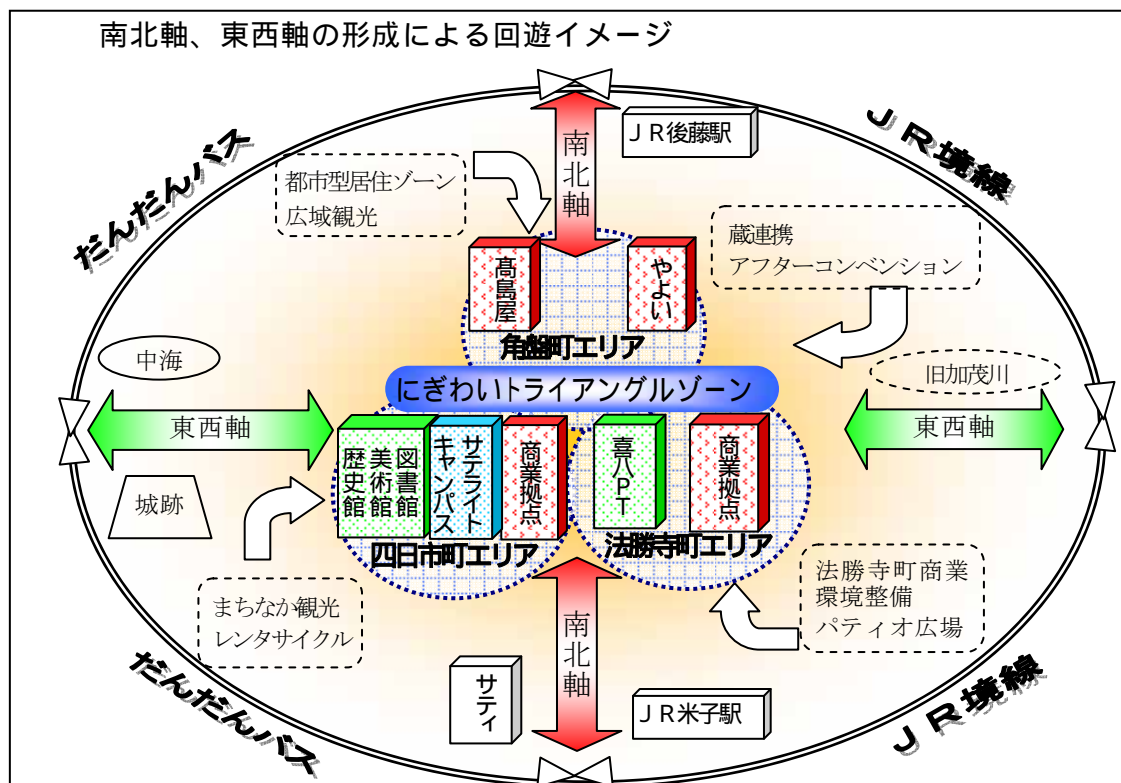 南北軸、東西軸の形成による回遊イメージ
ＪＲ後藤駅
南北軸
だんだんバス
ＪＲ境線
都市型居住ゾーン
広域観光
蔵連携
アフターコンベンション
髙島屋
やよい
角盤町エリア
中海
旧加茂川
にぎわいトライアングルゾーン
東西軸
東西軸
図書館
美術館
歴史館
サテライト
キャンパス
商業拠点
喜八ＰＴ
商業拠点
城跡
四日市町エリア
法勝寺町エリア
まちなか観光
レンタサイクル
法勝寺町商業
環境整備
パティオ広場
南北軸
サティ
ＪＲ米子駅
だんだんバス
ＪＲ境線